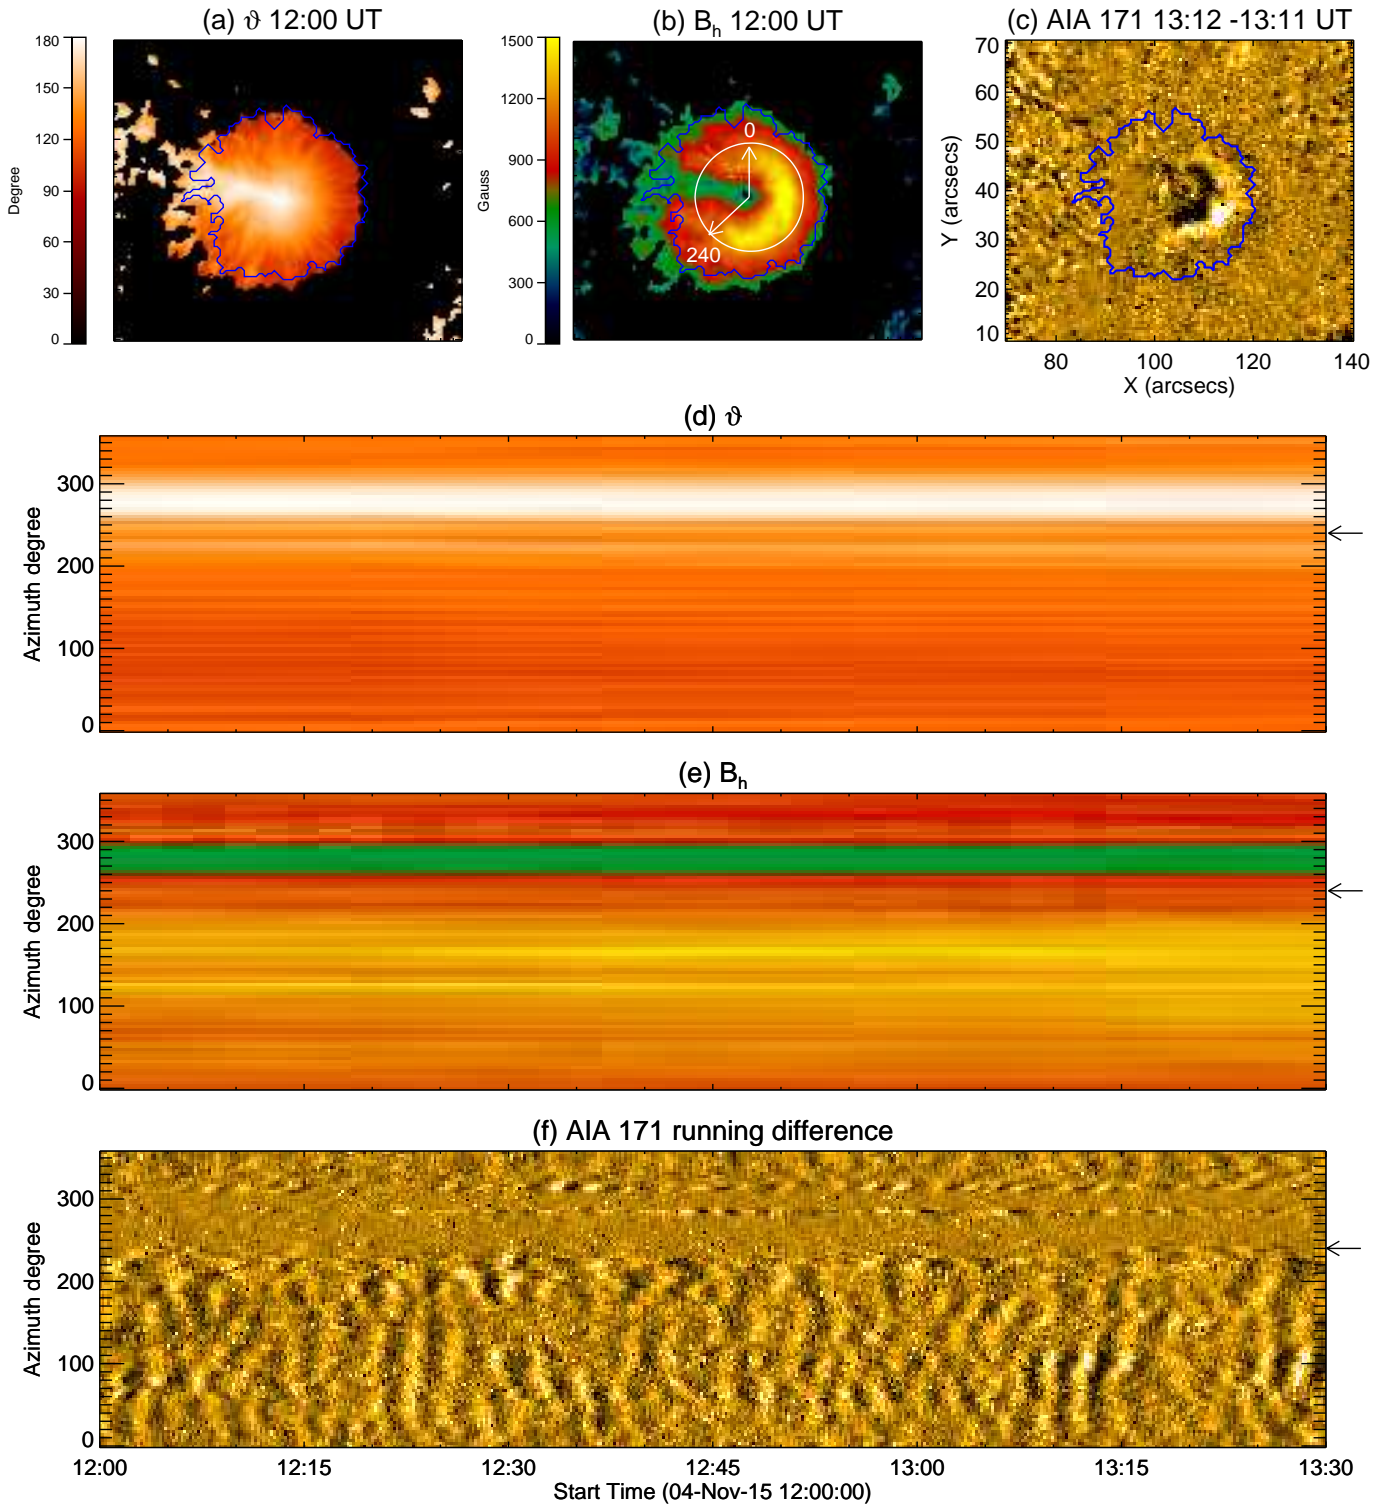 (a) ϑ 12:00 UT
(b) Bh 12:00 UT
(c) AIA 171 13:12 -13:11 UT
180
150
120
90
60
30
0
Degree
1500
1200
900
600
300
0
Gauss
0
240
70
60
50
40
30
20
10
Y (arcsecs)
80 100 120 140
X (arcsecs)
(d) ϑ
300
200
100
0
Azimuth degree
(e) Bh
300
200
100
0
Azimuth degree
(f) AIA 171 running difference
300
200
100
0
Azimuth degree
12:00 12:15 12:30 12:45 13:00 13:15 13:30
Start Time (04-Nov-15 12:00:00)